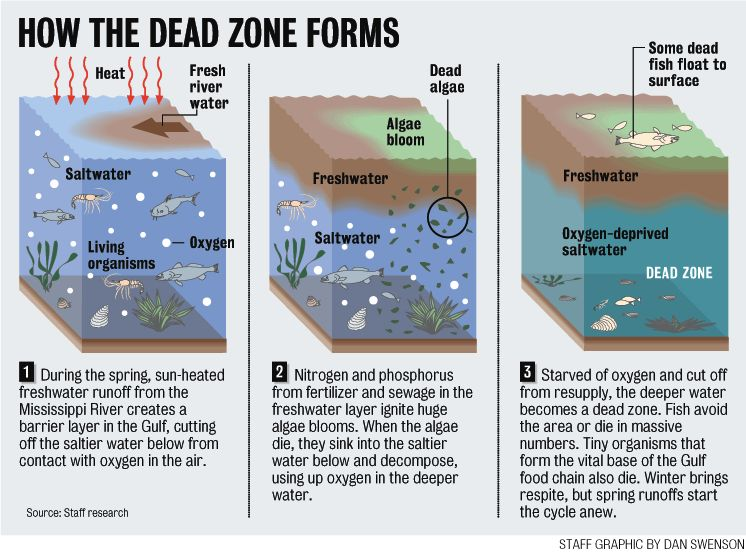 HOW THE DEAD ZONE FORMS
Heat
Fresh
river
water
Saltwater
Oxygen
Living
organisms
1 During the spring, sun-heated
freshwater runoff from the
Mississippi River creates a
barrier layer in the Gulf, cutting
off the saltier water below from
contact with oxygen in the air.
Source: Staff research
Dead
algae
Algae
bloom
Freshwater
Saltwater
2 Nitrogen and phosphorus
from fertilizer and sewage in the
freshwater layer ignite huge
algae blooms. When the algae
die, they sink into the saltier
water below and decompose,
using up oxygen in the deeper
water.
Some dead
fish float to
surface
Freshwater
Oxygen-deprived
saltwater
DEAD ZONE
3 Starved of oxygen and cut off
from resupply, the deeper water
becomes a dead zone. Fish avoid
the area or die in massive
numbers. Tiny organisms that
form the vital base of the Gulf
food chain also die. Winter brings
respite, but spring runoffs start
the cycle anew.
STAFF GRAPHIC BY DAN SWENSON